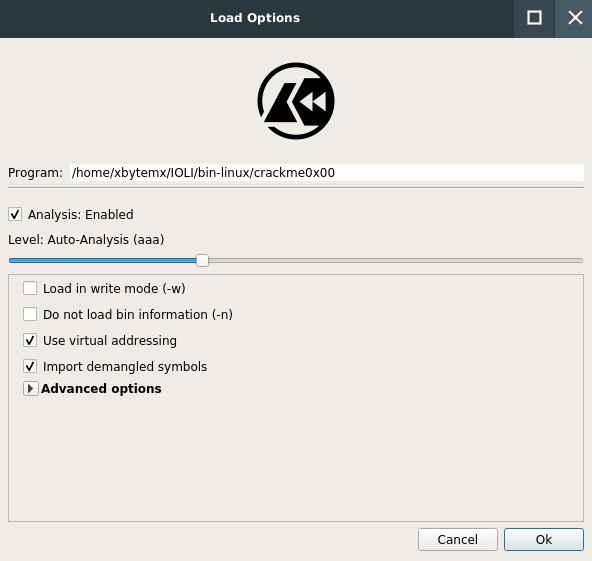 Load Options
Program: /home/xbytemx/IOLI/bin-linux/crackme0x00
Analysis: Enabled
Level: Auto-Analysis (aaa)
Load in write mode (-w)
Do not load bin information (-n)
Use virtual addressing
Import demangled symbols
Advanced options
Cancel Ok